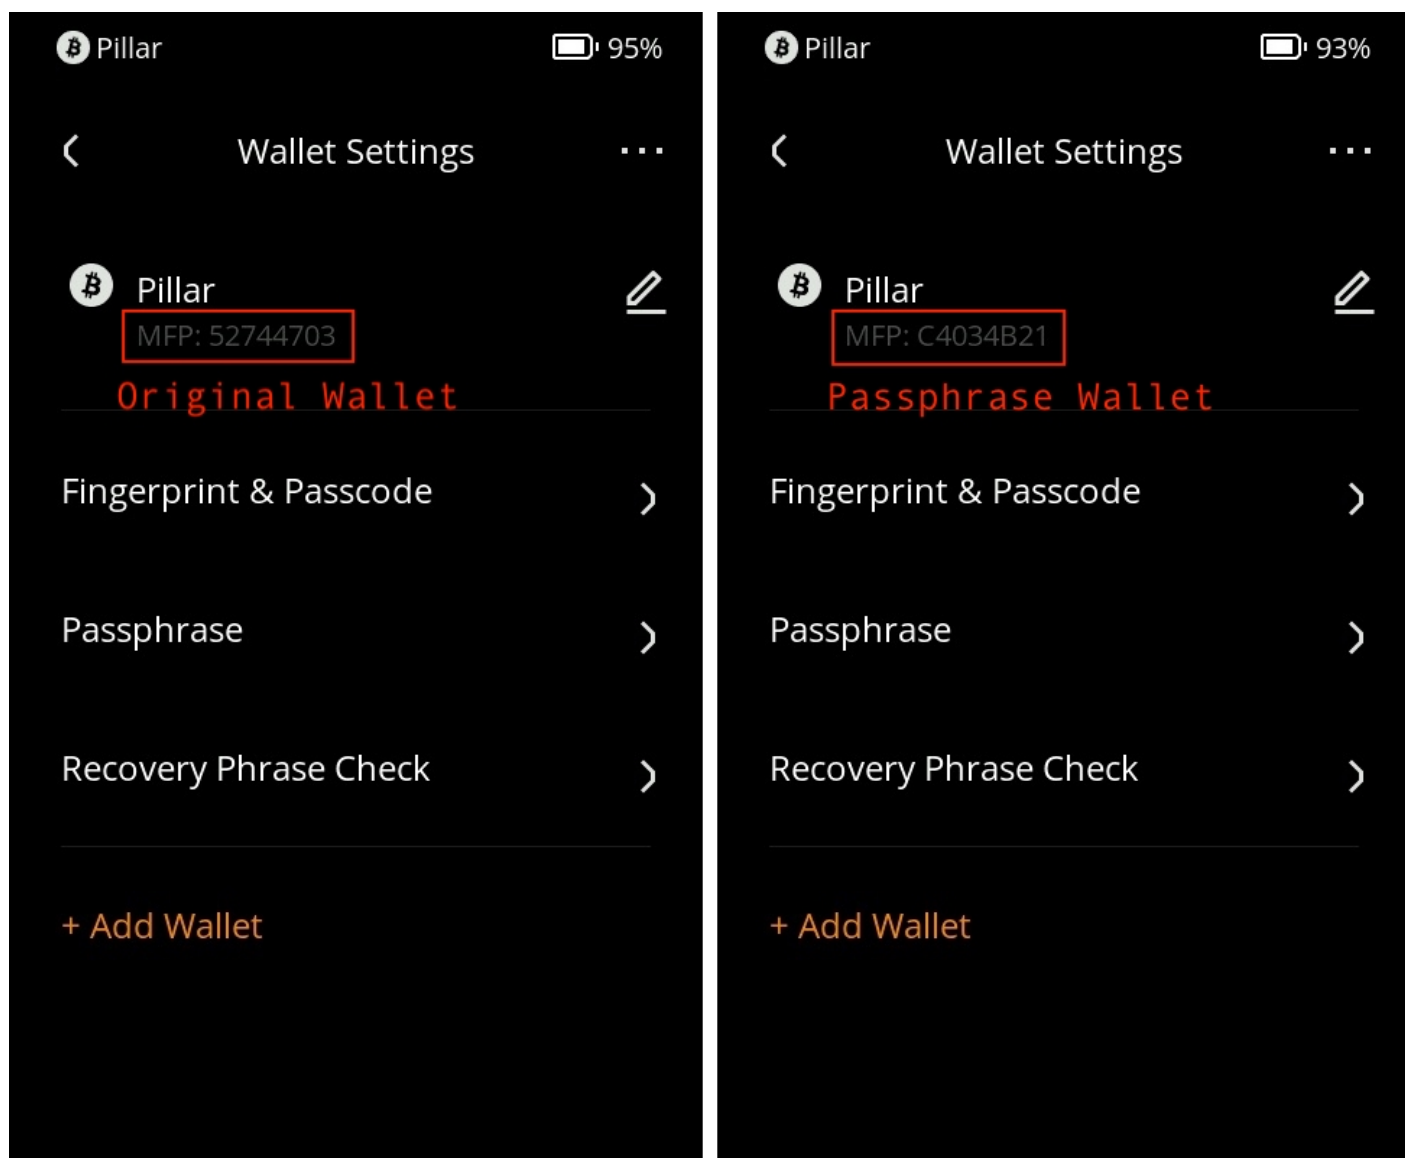 Pillar 95%
Wallet Settings
Pillar
MFP: 52744703
Original Wallet
Fingerprint & Passcode
Passphrase
Recovery Phrase Check
+ Add Wallet
Pillar 93%
Wallet Settings
Pillar
MFP: C4034B21
Passphrase Wallet
Fingerprint & Passcode
Passphrase
Recovery Phrase Check
+ Add Wallet